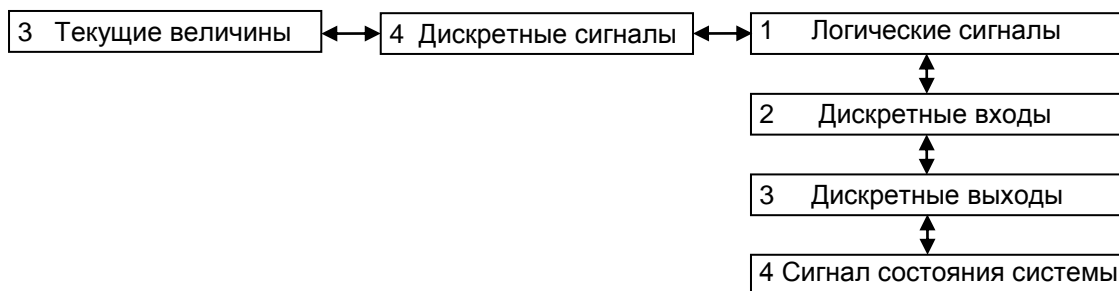 3 Текущие величины
4 Дискретные сигналы
1 Логические сигналы
2 Дискретные входы
3 Дискретные выходы
4 Сигнал состояния системы